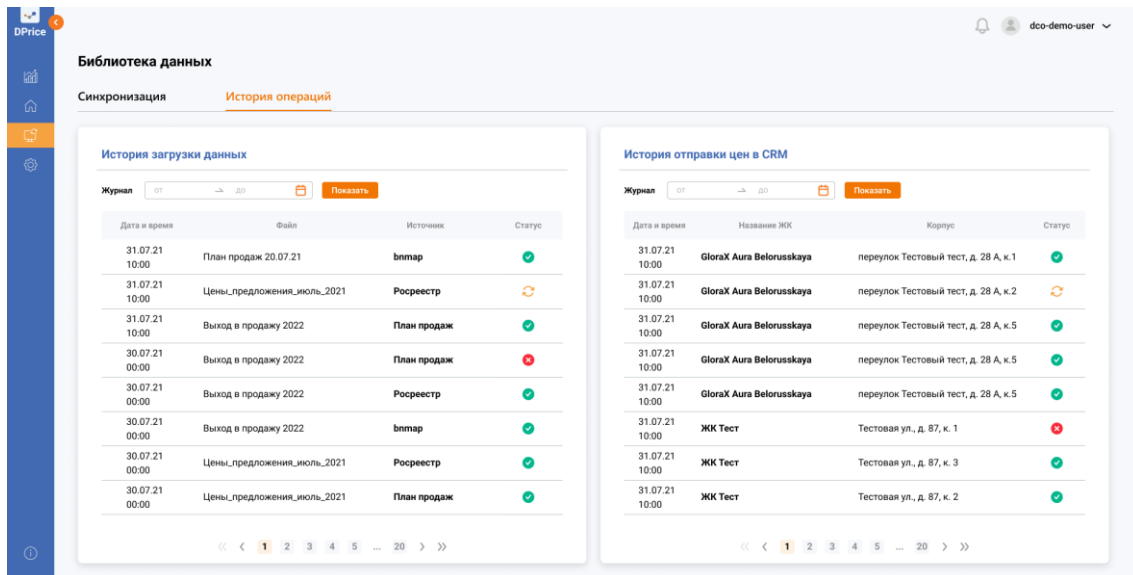 DPrice
dco-demo-user
Библиотека данных
Синхронизация История операций
История загрузки данных
Журнал от до Показать
Дата и время Файл Источник Статус
31.07.21
10:00
План продаж 20.07.21 bnmap
31.07.21
10:00
Цены_предложения_июль_2021 Росреестр
31.07.21
10:00
Выход в продажу 2022 План продаж
30.07.21
00:00
Выход в продажу 2022 План продаж
30.07.21
00:00
Выход в продажу 2022 Росреестр
30.07.21
00:00
Выход в продажу 2022 bnmap
30.07.21
00:00
Цены_предложения_июль_2021 Росреестр
30.07.21
00:00
Цены_предложения_июль_2021 План продаж
1 2 3 4 5 ... 20
История отправки цен в CRM
Журнал от до Показать
Дата и время Название ЖК Корпус Статус
31.07.21
10:00
GloraX Aura Belorusskaya переулок Тестовый тест, д. 28 А, к.1
31.07.21
10:00
GloraX Aura Belorusskaya переулок Тестовый тест, д. 28 А, к.2
31.07.21
10:00
GloraX Aura Belorusskaya переулок Тестовый тест, д. 28 А, к.5
31.07.21
10:00
GloraX Aura Belorusskaya переулок Тестовый тест, д. 28 А, к.5
31.07.21
10:00
GloraX Aura Belorusskaya переулок Тестовый тест, д. 28 А, к.5
31.07.21
10:00
ЖК Тест Тестовая ул., д. 87, к. 1
31.07.21
10:00
ЖК Тест Тестовая ул., д. 87, к. 3
31.07.21
10:00
ЖК Тест Тестовая ул., д. 87, к. 2
1 2 3 4 5 ... 20